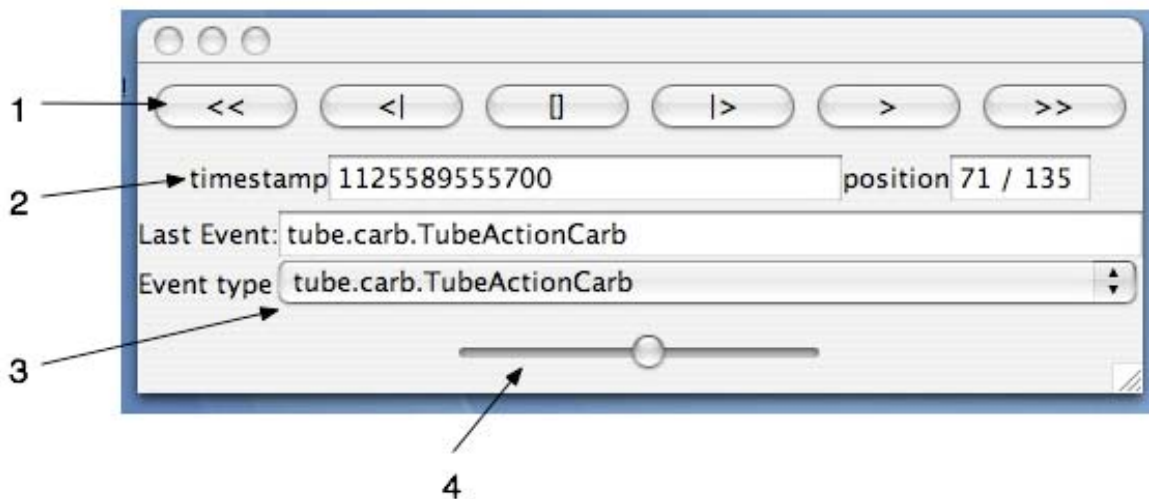 1 << <| [] |> > >>
2 timestamp 1125589555700 position 71 / 135
Last Event: tube.carb.TubeActionCarb
Event type tube.carb.TubeActionCarb
3
4